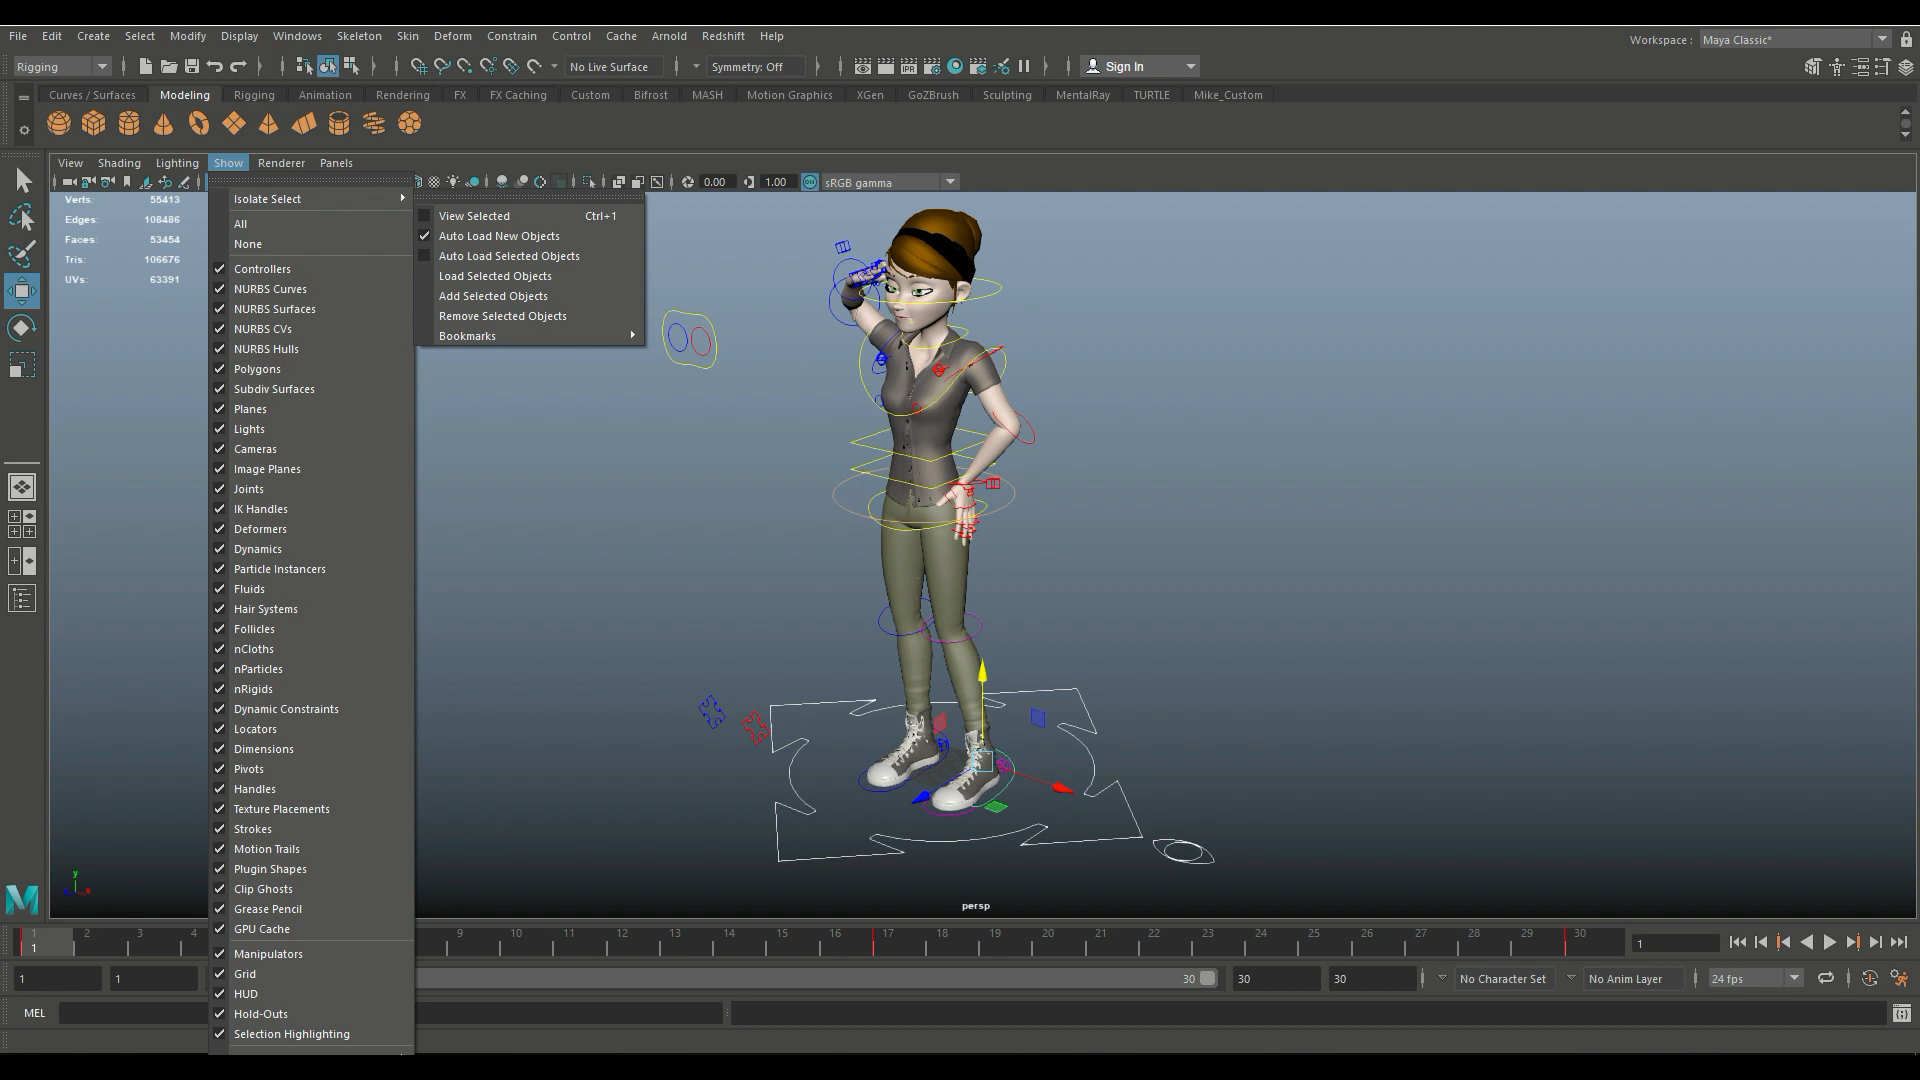 File Edit Create Select Modify Display Windows Skeleton Skin Deform Constrain Control Cache Arnold Redshift Help
Workspace : Maya Classic*
Rigging No Live Surface Symmetry: Off IPR Sign In
Curves / Surfaces Modeling Rigging Animation Rendering FX FX Caching Custom Bifrost MASH Motion Graphics XGen GoZBrush Sculpting MentalRay TURTLE Mike_Custom
View Shading Lighting Show Renderer Panels
0.00 1.00 ON sRGB gamma
Verts: 55413
Edges: 108486
Faces: 53454
Tris: 106676
UVs: 63391
Isolate Select
All
None
Controllers
NURBS Curves
NURBS Surfaces
NURBS CVs
NURBS Hulls
Polygons
Subdiv Surfaces
Planes
Lights
Cameras
Image Planes
Joints
IK Handles
Deformers
Dynamics
Particle Instancers
Fluids
Hair Systems
Follicles
nCloths
nParticles
nRigids
Dynamic Constraints
Locators
Dimensions
Pivots
Handles
Texture Placements
Strokes
Motion Trails
Plugin Shapes
Clip Ghosts
Grease Pencil
GPU Cache
Manipulators
Grid
HUD
Hold-Outs
Selection Highlighting
View Selected Ctrl+1
Auto Load New Objects
Auto Load Selected Objects
Load Selected Objects
Add Selected Objects
Remove Selected Objects
Bookmarks
y
x
persp
1 2 3 4 9 10 11 12 13 14 15 16 17 18 19 20 21 22 23 24 25 26 27 28 29 30
1 1
1 1 30 30 30 No Character Set No Anim Layer 24 fps
MEL